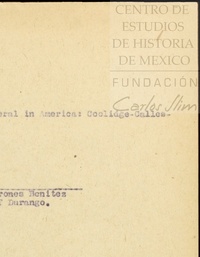 CENTRO DE
ESTUDIOS
DE HISTORIA
DE MEXICO
FUNDACIÓN
Carlos Slim
eral in America: Coolidge-Calles-
rones Benitez
f Durango.